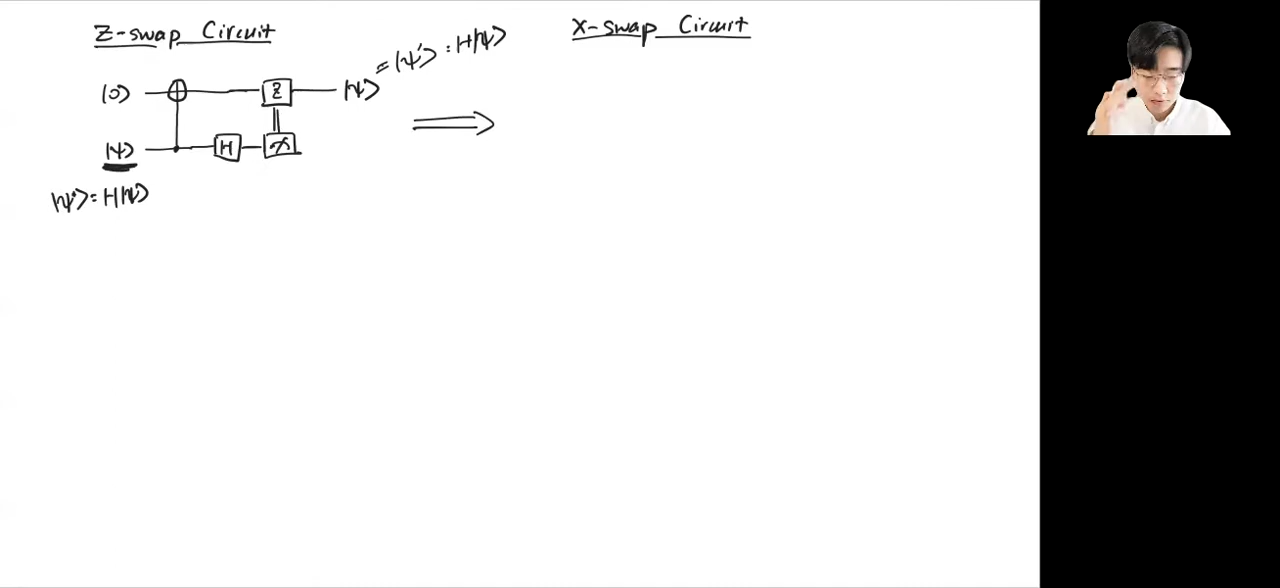 Z-swap Circuit
X-swap Circuit
|0⟩ Z |ψ⟩ = |ψ'⟩ = H|ψ⟩
|ψ⟩ H
|ψ'⟩ = H|ψ⟩